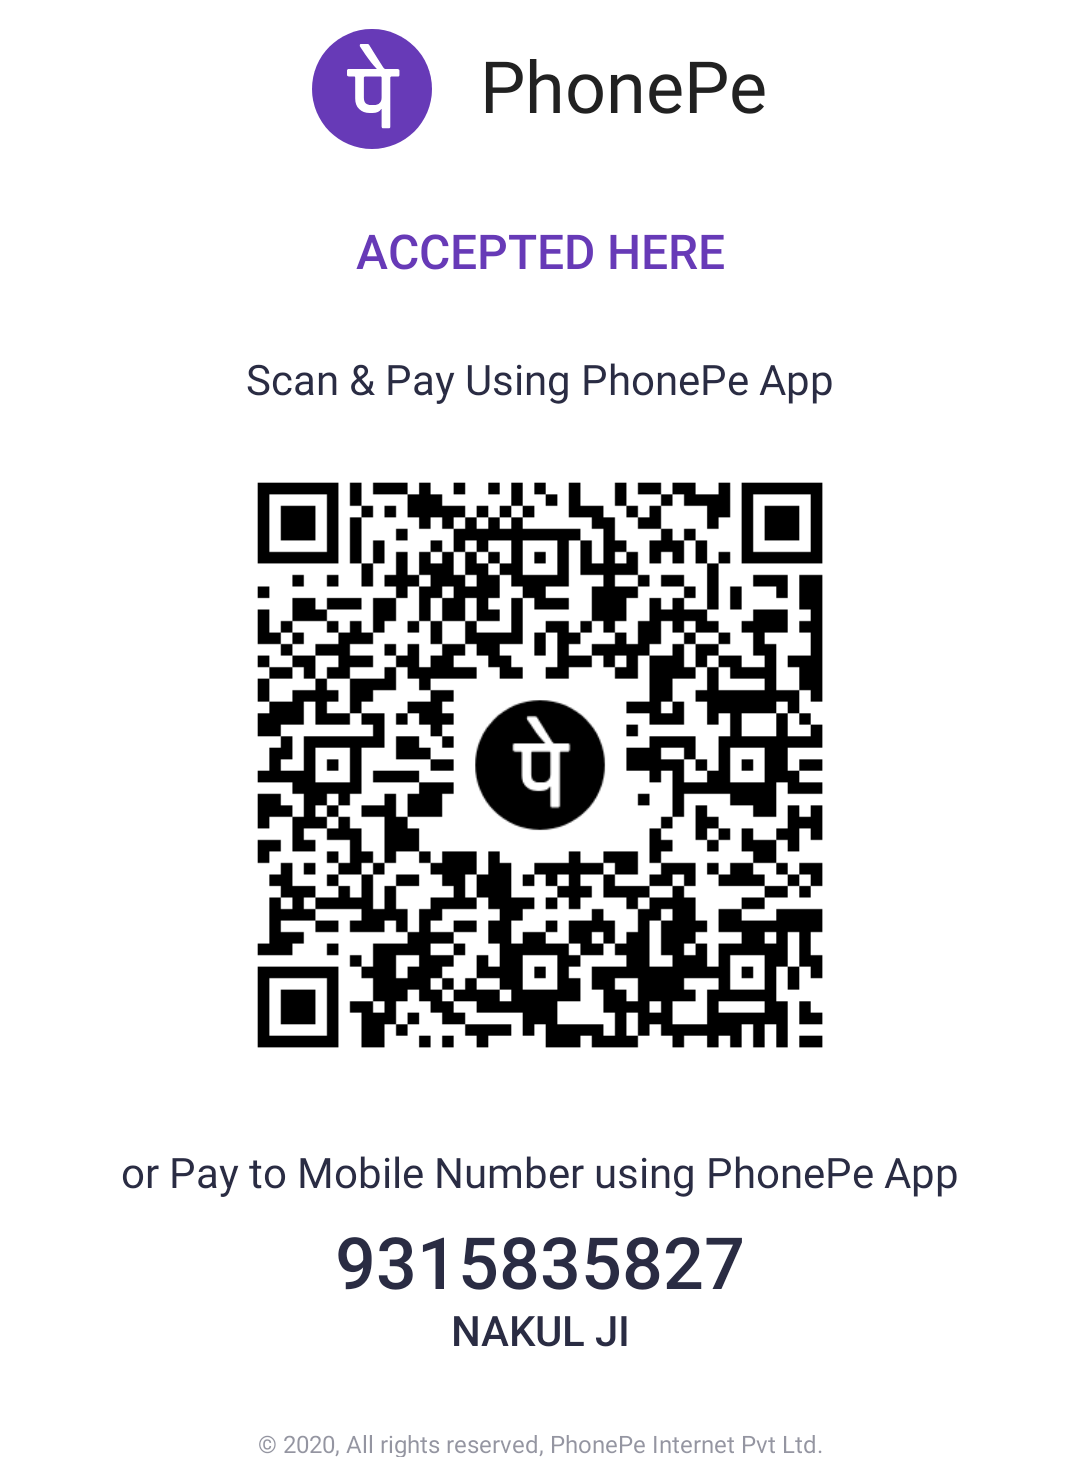 पे PhonePe
ACCEPTED HERE
Scan & Pay Using PhonePe App
पे
or Pay to Mobile Number using PhonePe App
9315835827
NAKUL JI
© 2020, All rights reserved, PhonePe Internet Pvt Ltd.